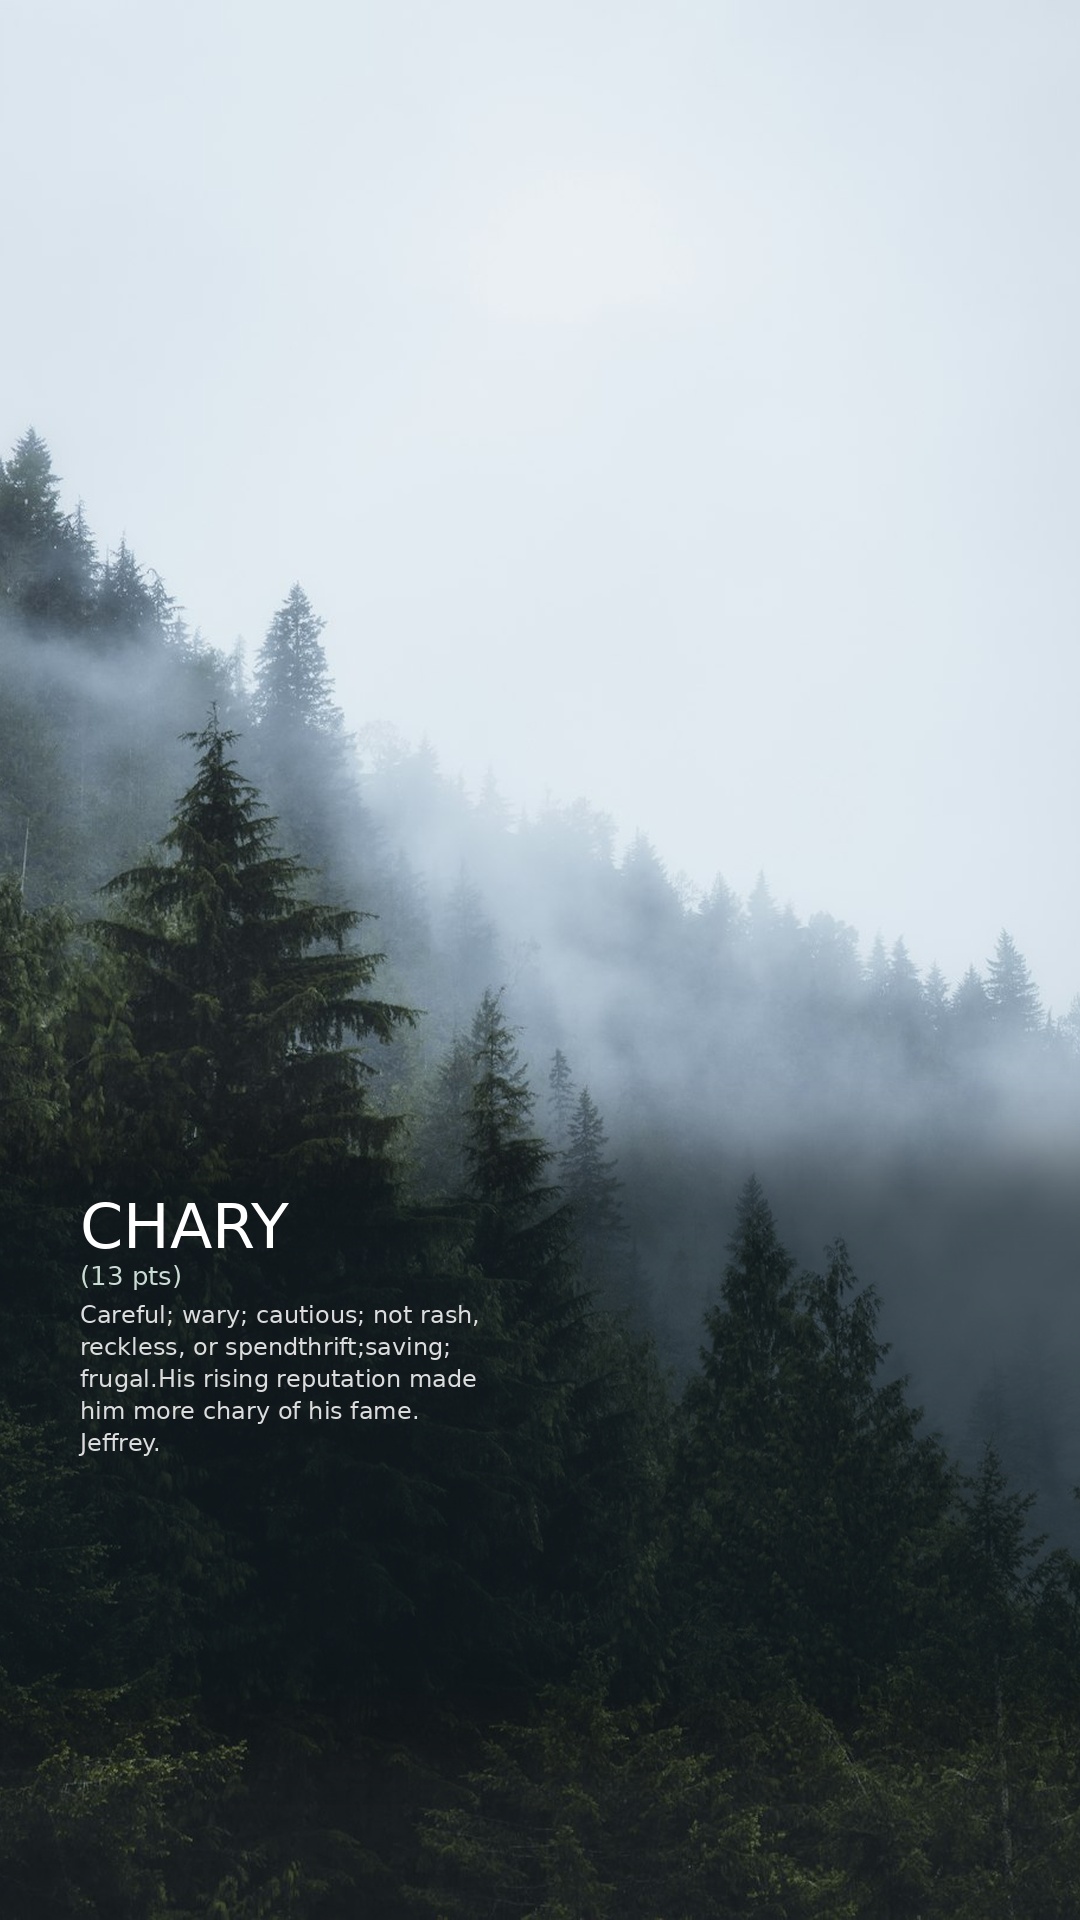 CHARY
(13 pts)
Careful; wary; cautious; not rash,
reckless, or spendthrift;saving;
frugal.His rising reputation made
him more chary of his fame.
Jeffrey.